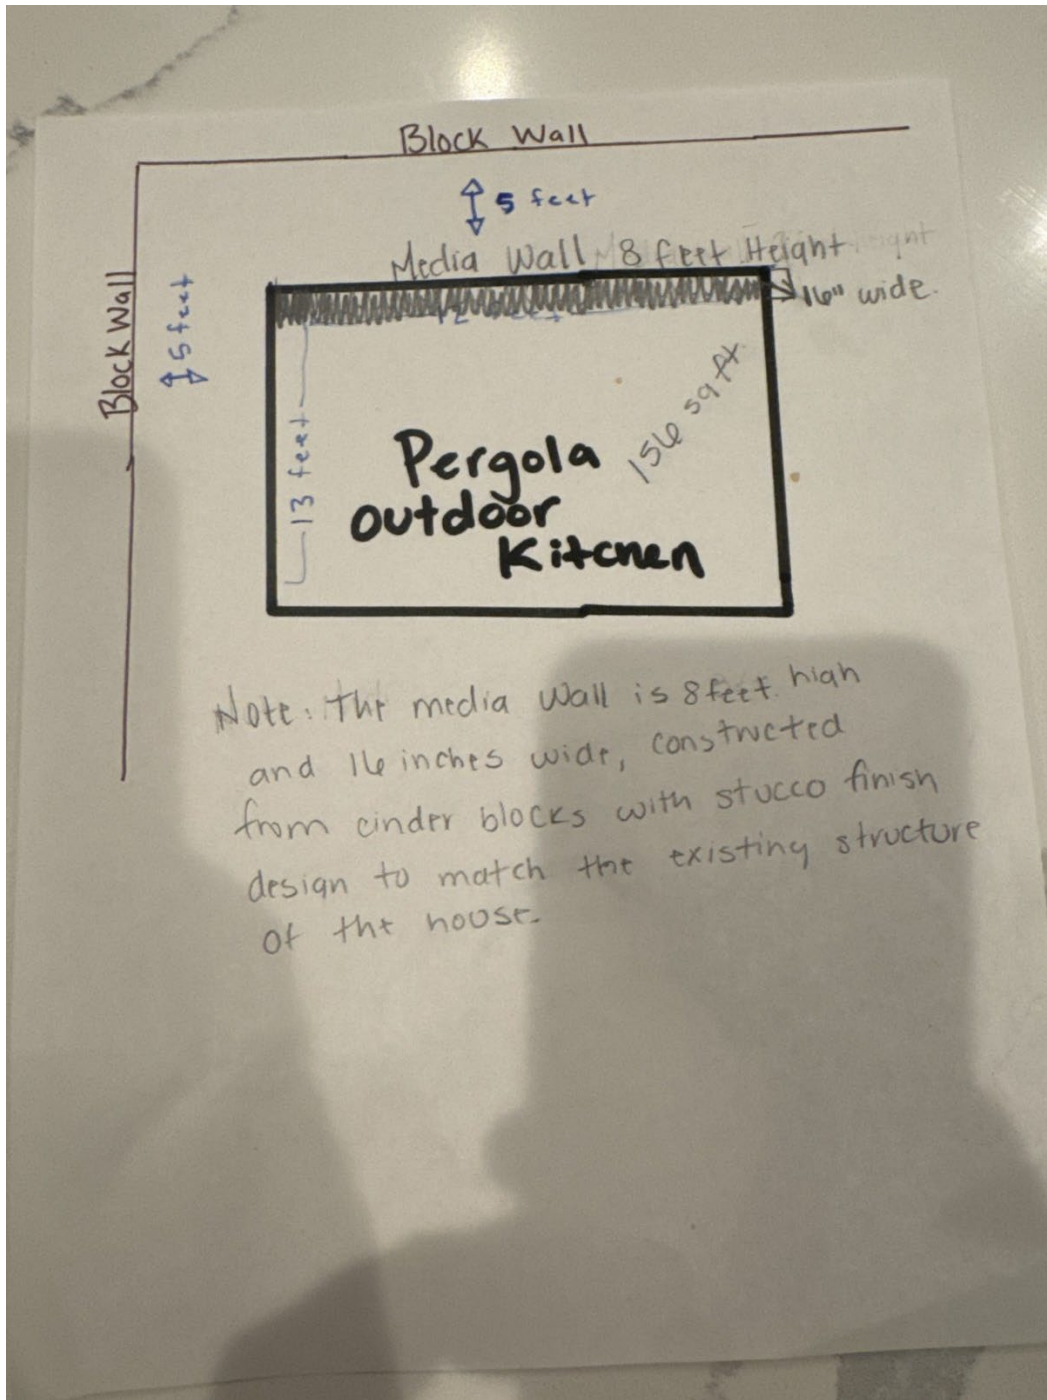 Block Wall
5 feet
Media Wall 8 feet Height
16" wide.
Block Wall
5 feet
12 feet
13 feet
156 sq ft.
Pergola
outdoor
Kitchen
Note: The media wall is 8 feet. high
and 16 inches wide, constructed
from cinder blocks with stucco finish
design to match the existing structure
of the house.